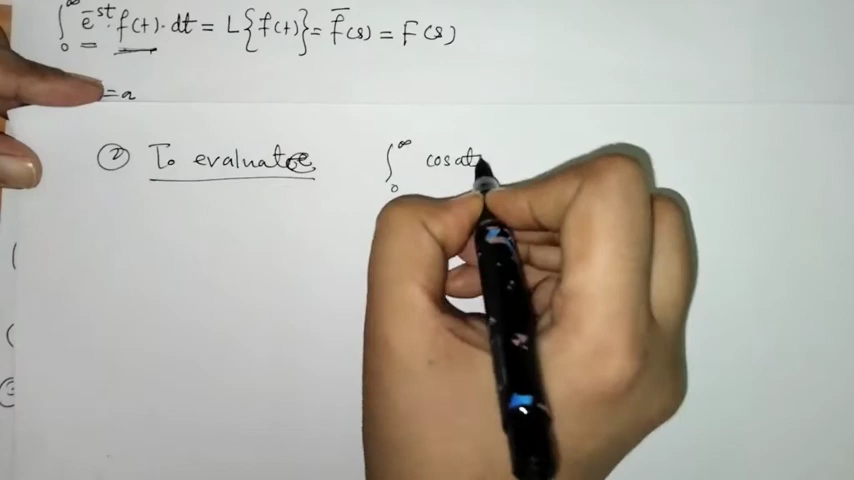 ∫₀^∞ e^-st · f(t) · dt = L{f(t)} = f̄(s) = F(s)
= a
② To evaluate ∫₀^∞ cos at